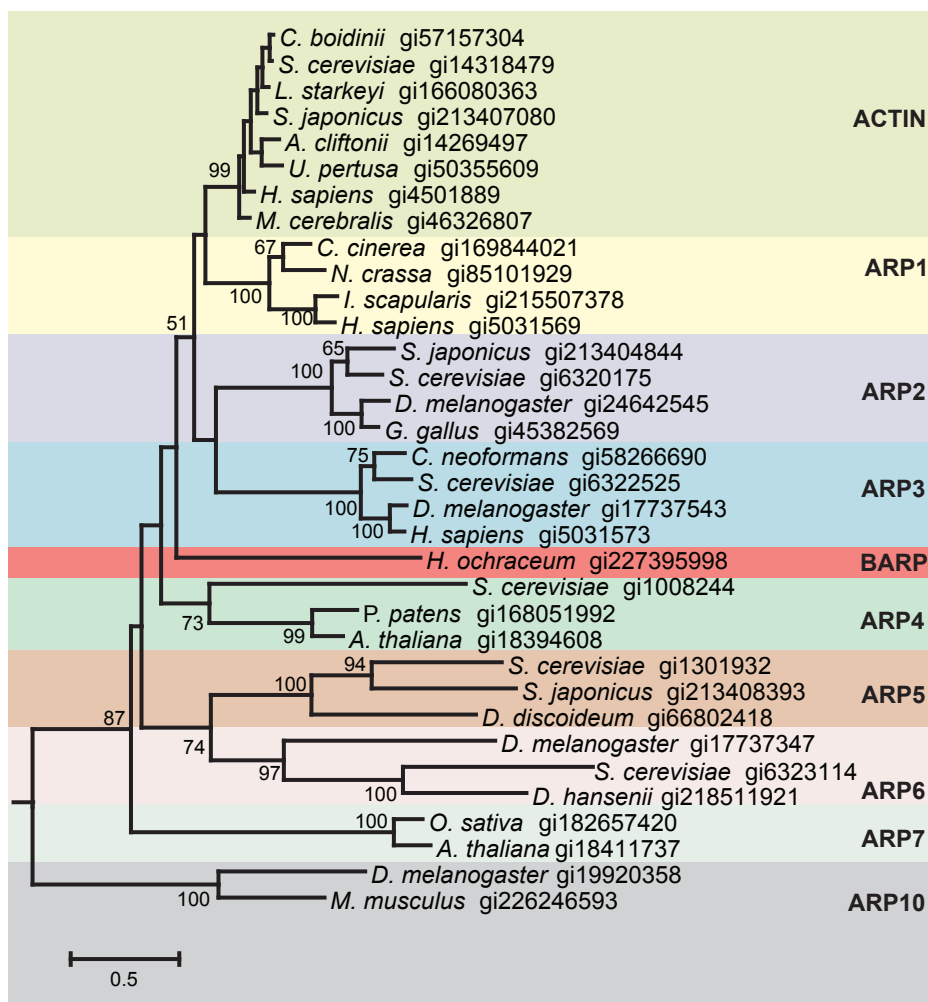 C. boidinii gi57157304
S. cerevisiae gi14318479
L. starkeyi gi166080363
S. japonicus gi213407080
ACTIN
A. cliftonii gi14269497
U. pertusa gi50355609
99
H. sapiens gi4501889
M. cerebralis gi46326807
67
C. cinerea gi169844021
ARP1
N. crassa gi85101929
100
I. scapularis gi215507378
100
H. sapiens gi5031569
51
65
S. japonicus gi213404844
100
S. cerevisiae gi6320175
ARP2
D. melanogaster gi24642545
100
G. gallus gi45382569
75
C. neoformans gi58266690
S. cerevisiae gi6322525
ARP3
100
D. melanogaster gi17737543
100
H. sapiens gi5031573
H. ochraceum gi227395998
BARP
S. cerevisiae gi1008244
P. patens gi168051992
73
ARP4
99
A. thaliana gi18394608
94
S. cerevisiae gi1301932
100
S. japonicus gi213408393
ARP5
87
D. discoideum gi66802418
74
D. melanogaster gi17737347
97
S. cerevisiae gi6323114
100
D. hansenii gi218511921
ARP6
100
O. sativa gi182657420
ARP7
A. thaliana gi18411737
D. melanogaster gi19920358
100
M. musculus gi226246593
ARP10
0.5